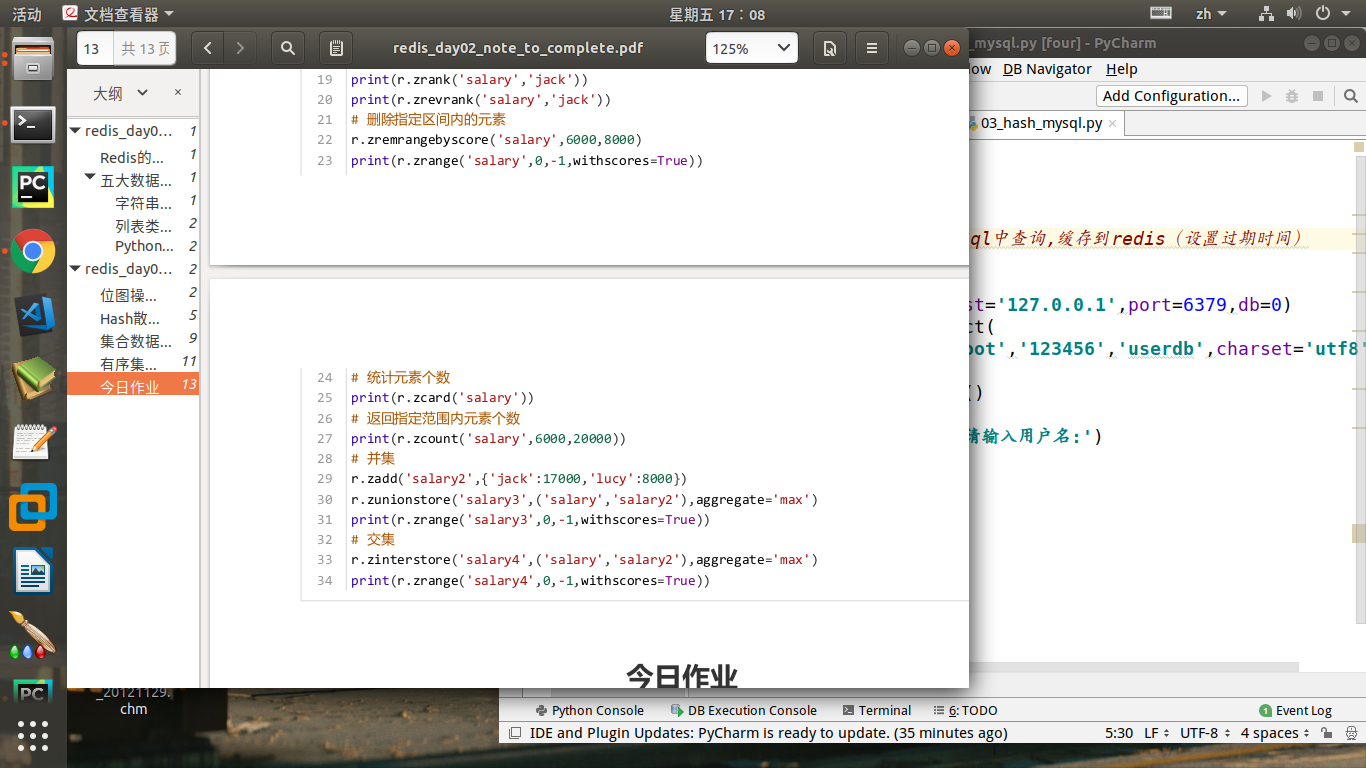 活动
文档查看器
星期五 17：08
zh
13
共 13 页
redis_day02_note_to_complete.pdf
125%
_mysql.py [four] - PyCharm
DB Navigator
Help
Add Configuration...
03_hash_mysql.py
大纲
redis_day0… 1
Redis的… 1
五大数据… 1
字符串… 1
列表类… 2
Python… 2
redis_day0… 2
位图操… 2
Hash散… 5
集合数据… 9
有序集… 11
今日作业 13
19 print(r.zrank('salary','jack'))
20 print(r.zrevrank('salary','jack'))
21 # 删除指定区间内的元素
22 r.zremrangebyscore('salary',6000,8000)
23 print(r.zrange('salary',0,-1,withscores=True))
24 # 统计元素个数
25 print(r.zcard('salary'))
26 # 返回指定范围内元素个数
27 print(r.zcount('salary',6000,20000))
28 # 并集
29 r.zadd('salary2',{'jack':17000,'lucy':8000})
30 r.zunionstore('salary3',('salary','salary2'),aggregate='max')
31 print(r.zrange('salary3',0,-1,withscores=True))
32 # 交集
33 r.zinterstore('salary4',('salary','salary2'),aggregate='max')
34 print(r.zrange('salary4',0,-1,withscores=True))
今日作业
ql中查询,缓存到redis（设置过期时间）
st='127.0.0.1',port=6379,db=0)
ct(
oot','123456','userdb',charset='utf8'
()
请输入用户名:')
_20121129.
chm
Python Console
DB Execution Console
Terminal
6: TODO
1 Event Log
IDE and Plugin Updates: PyCharm is ready to update. (35 minutes ago)
5:30
LF
UTF-8
4 spaces